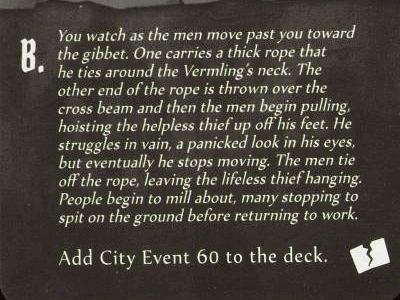 B.
You watch as the men move past you toward
the gibbet. One carries a thick rope that
he ties around the Vermling's neck. The
other end of the rope is thrown over the
cross beam and then the men begin pulling,
hoisting the helpless thief up off his feet. He
struggles in vain, a panicked look in his eyes,
but eventually he stops moving. The men tie
off the rope, leaving the lifeless thief hanging.
People begin to mill about, many stopping to
spit on the ground before returning to work.
Add City Event 60 to the deck.